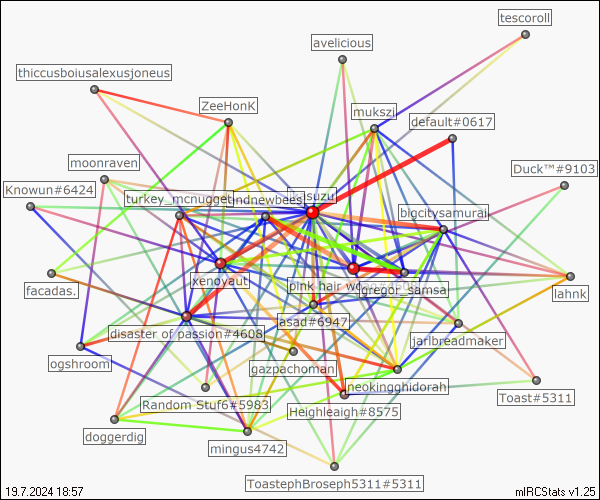 tescoroll
avelicious
thiccusboiusalexusjoneus
ZeeHonK
mukszi
default#0617
moonraven
Duck™#9103
Knowun#6424
turkey_mcnugget
indnewbees
suzu
bigcitysamurai
xenoyaut
pink hair
gregor_samsa
lahnk
facadas.
disaster of passion#4608
asad#6947
jarlbreadmaker
ogshroom
gazpachoman
neokingghidorah
Random Stuf6#5983
Heighleaigh#8575
Toast#5311
doggerdig
mingus4742
ToastephBroseph5311#5311
19.7.2024 18:57
mIRCStats v1.25